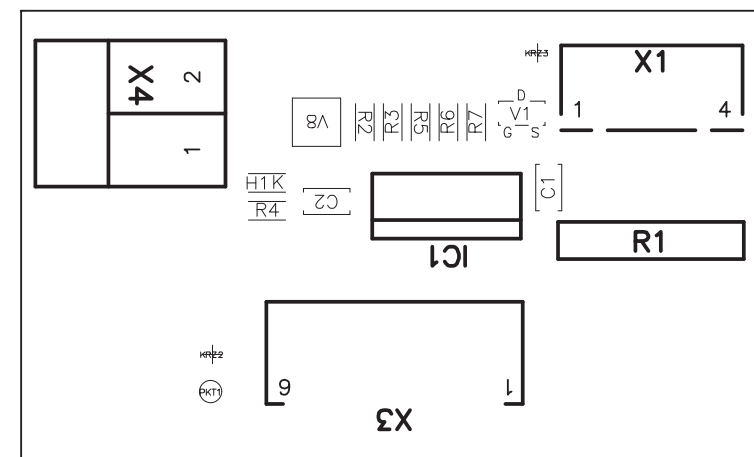 KRZ3
X1
X4
2
1
D
V1
G
S
1
4
V8
R2
R3
R5
R6
R7
H1K
R4
C2
C1
IC1
R1
KRZ2
PKT1
6
1
X3